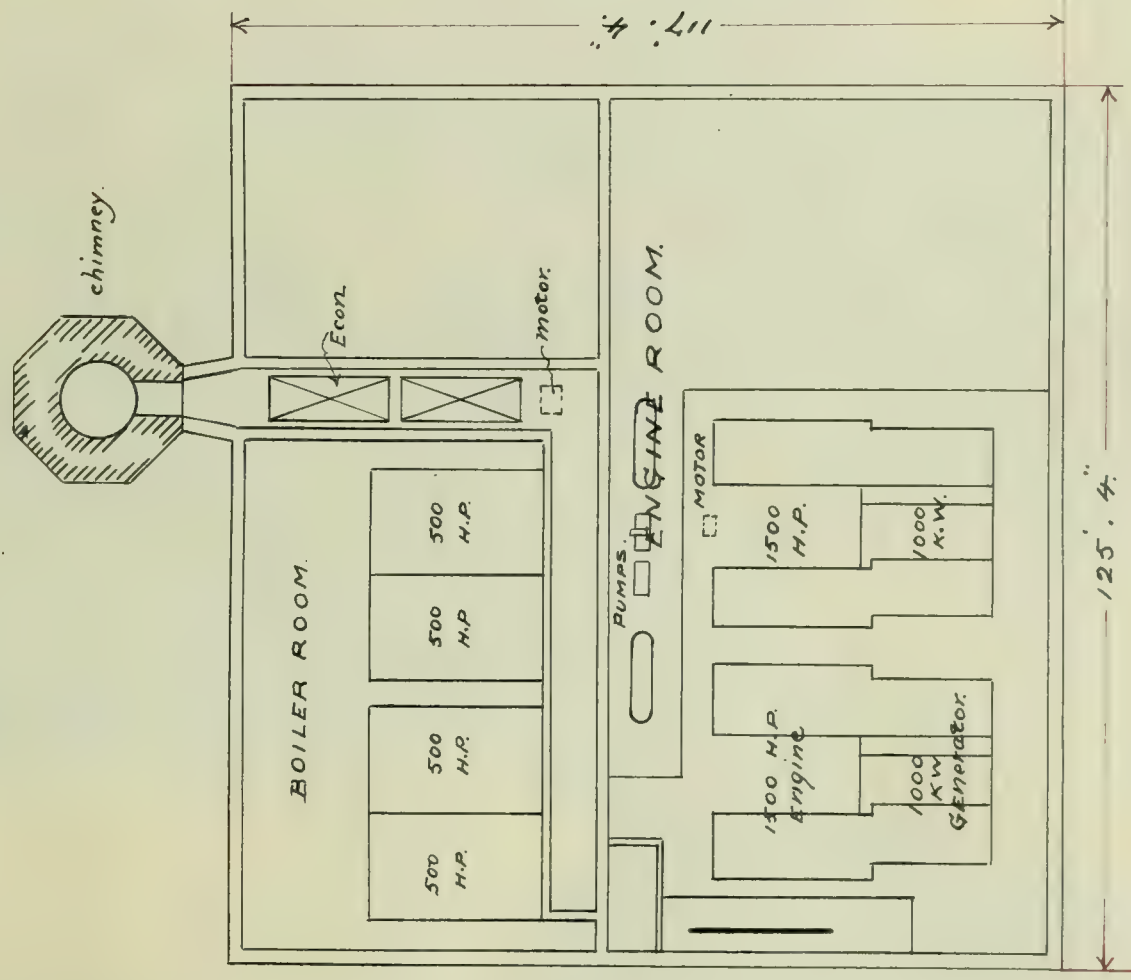 117'. 4"
chimney.
Econ
motor.
BOILER ROOM.
500
H.P.
500
H.P.
500
H.P
500
H.P.
ENGINE ROOM.
PUMPS.
MOTOR
1500 H.P.
Engine
1000
KW
GEnerator.
1500
H.P.
1000
K.W.
125'. 4"